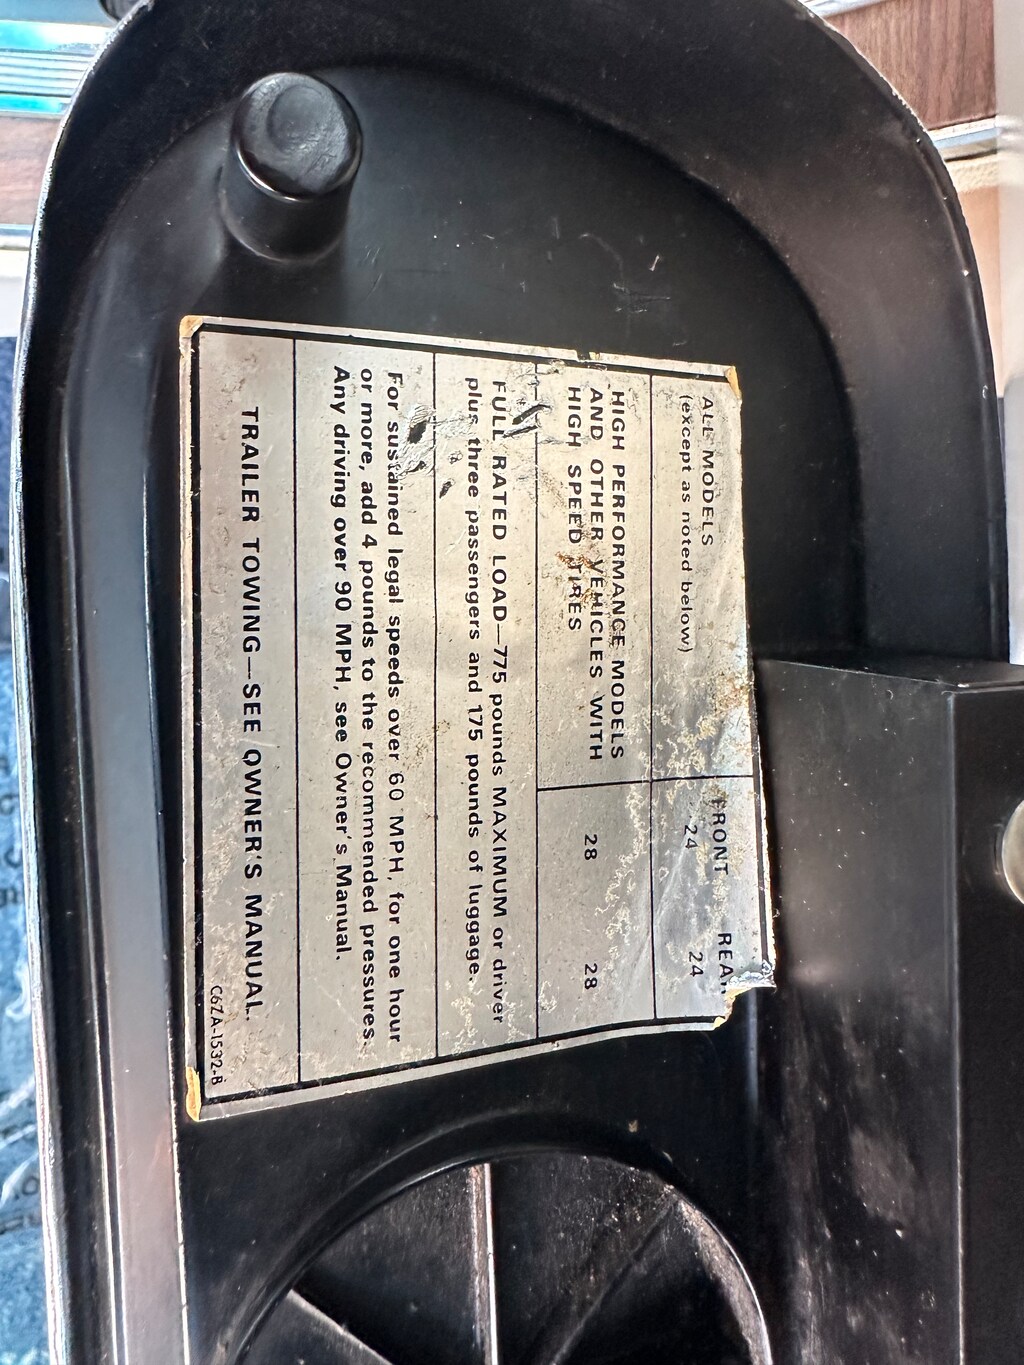 FRONT REAR
ALL MODELS
(except as noted below) 24 24
HIGH PERFORMANCE MODELS
AND OTHER VEHICLES WITH
HIGH SPEED TIRES 28 28
FULL RATED LOAD—775 pounds MAXIMUM or driver
plus three passengers and 175 pounds of luggage.
For sustained legal speeds over 60 MPH, for one hour
or more, add 4 pounds to the recommended pressures.
Any driving over 90 MPH, see Owner's Manual.
TRAILER TOWING—SEE OWNER'S MANUAL.
C6ZA-1532-B